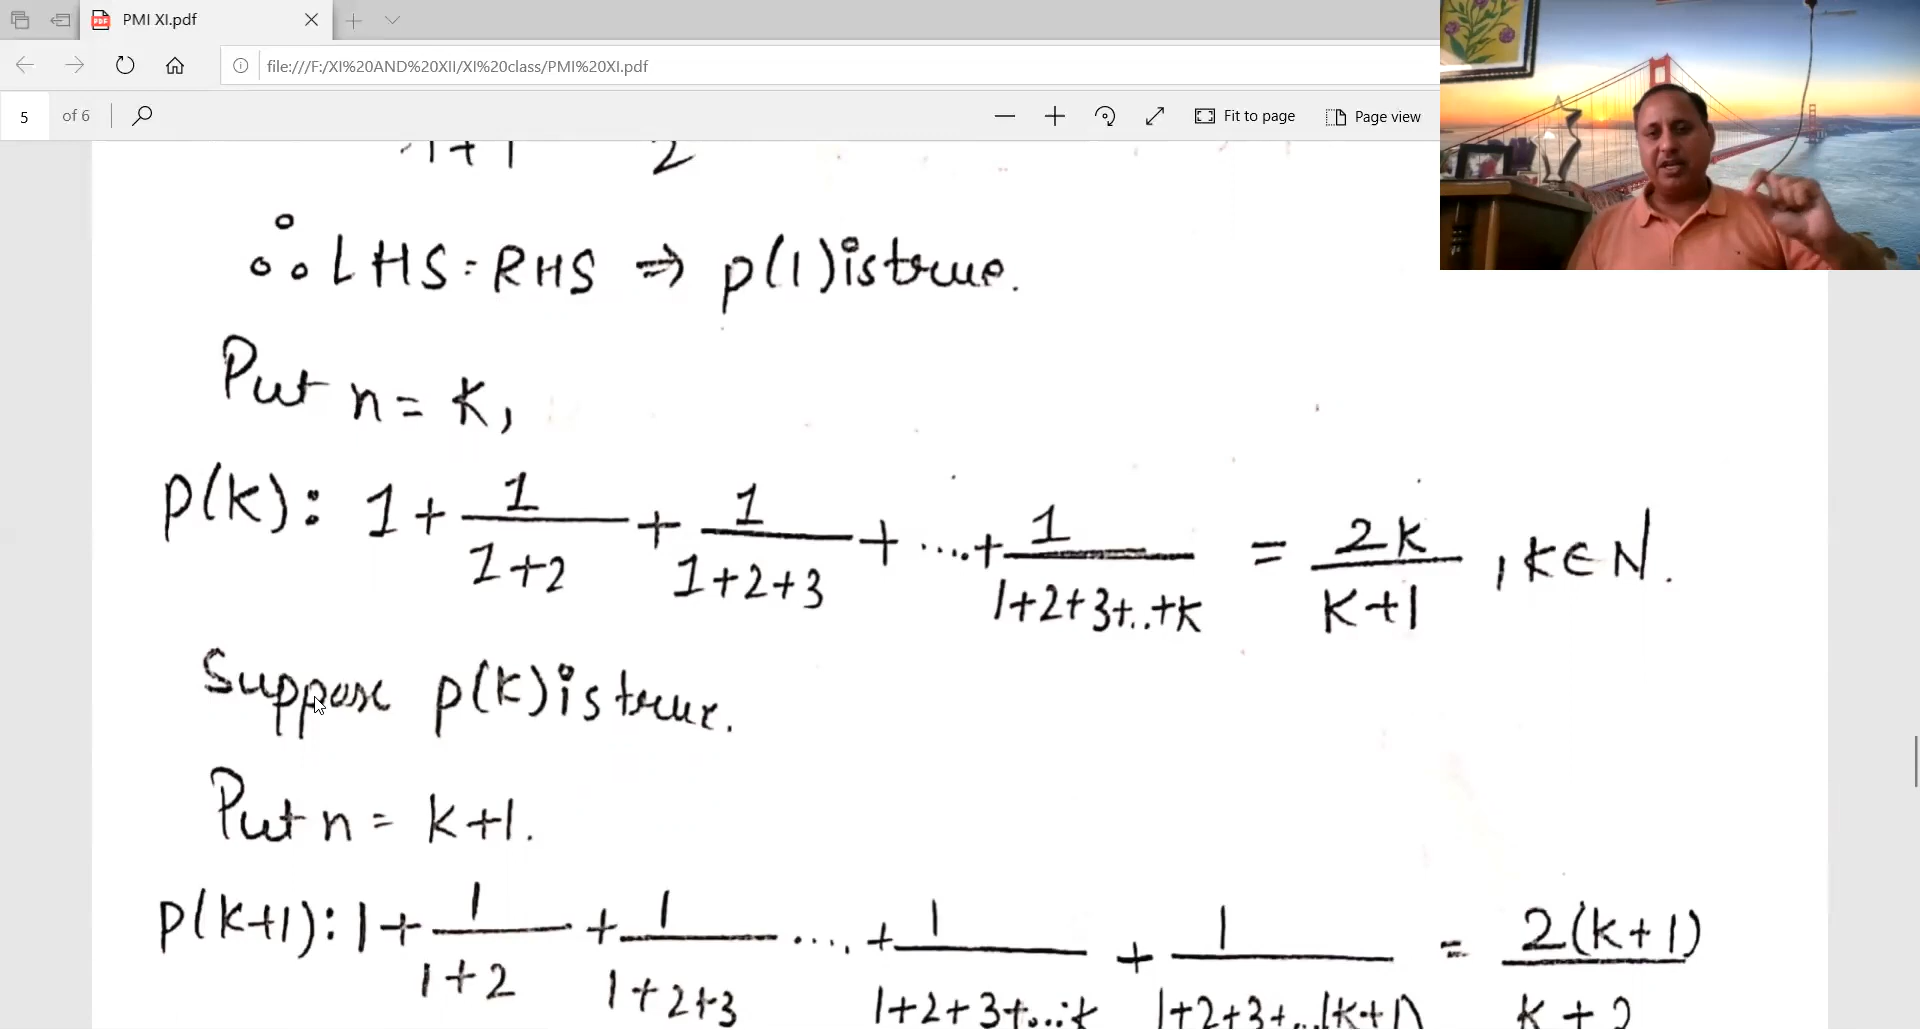 PMI XI.pdf
file:///F:/XI%20AND%20XII/XI%20class/PMI%20XI.pdf
5 of 6
Fit to page
Page view
1+1 2
∴ LHS = RHS ⇒ p(1) is true.
Put n = k,
p(k): 1 + 1/(1+2) + 1/(1+2+3) + ....+ 1/(1+2+3+..+k) = 2k/(k+1) , k∈N.
Suppose p(k) is true.
Put n = k+1.
p(k+1): 1 + 1/(1+2) + 1/(1+2+3) ....+ 1/(1+2+3+...k) + 1/(1+2+3+..(k+1) = 2(k+1)/(k+2